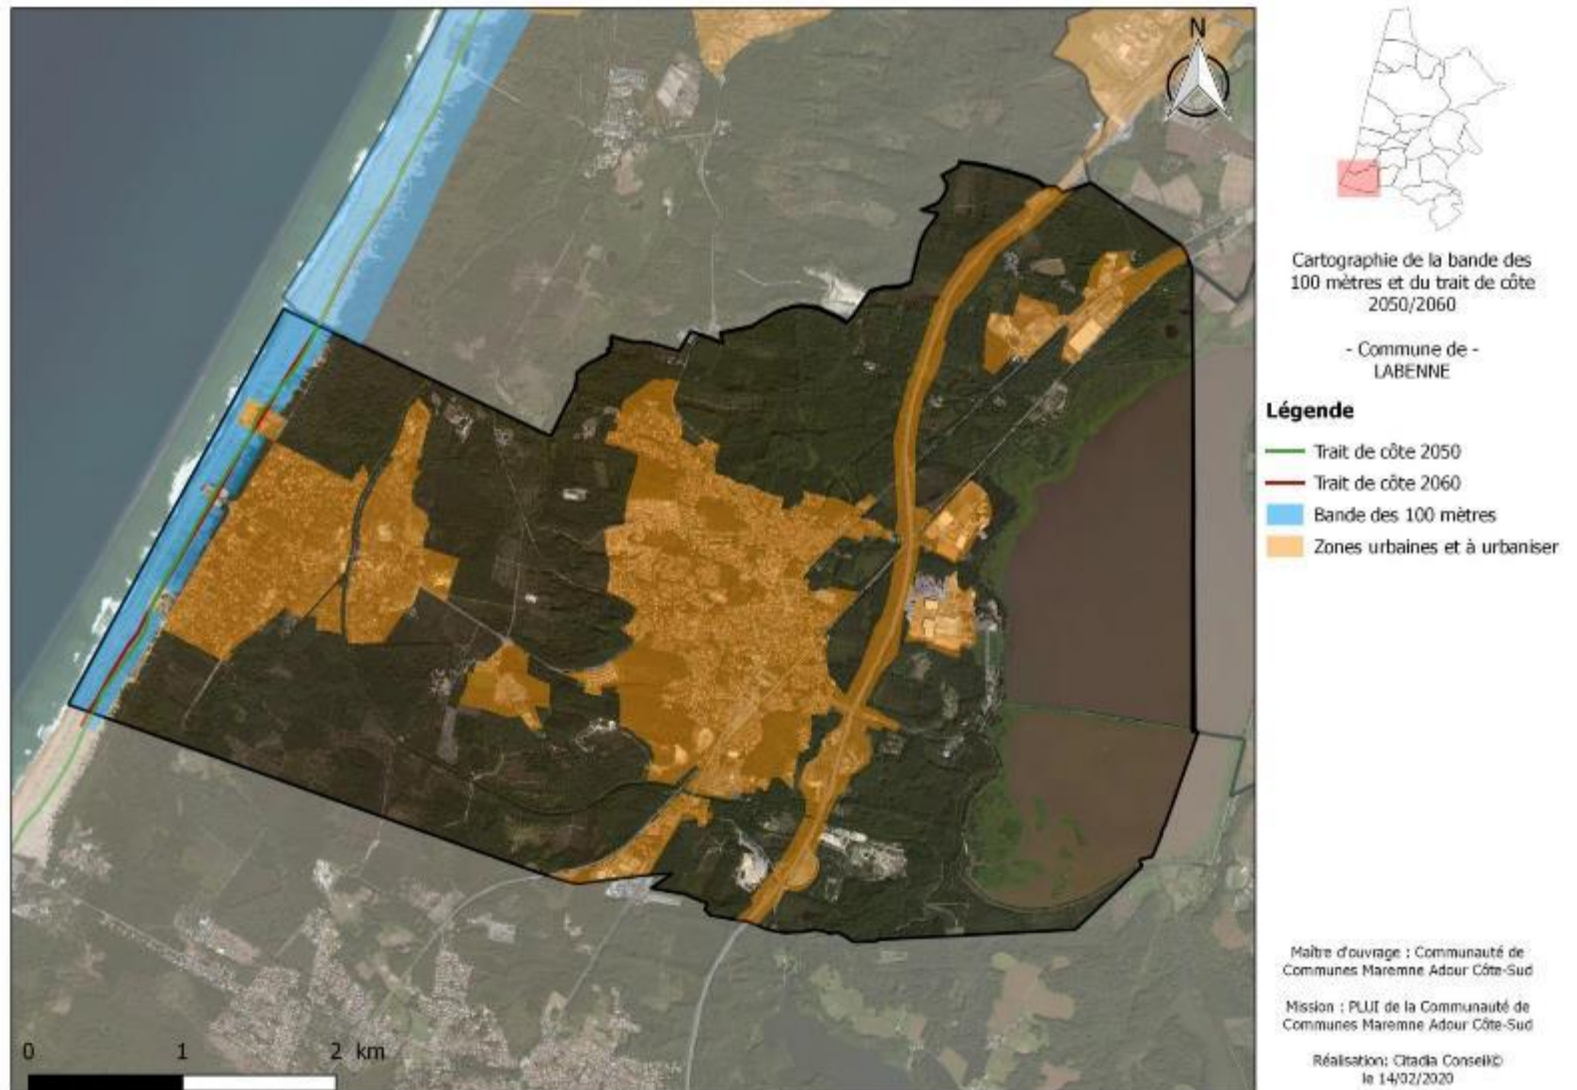 N
Cartographie de la bande des
100 mètres et du trait de côte
2050/2060
- Commune de -
LABENNE
Légende
Trait de côte 2050
Trait de côte 2060
Bande des 100 mètres
Zones urbaines et à urbaniser
Maître d'ouvrage : Communauté de
Communes Maremne Adour Côte-Sud
Mission : PLUI de la Communauté de
Communes Maremne Adour Côte-Sud
Réalisation: Citadia Conseil©
le 14/02/2020
0 1 2 km